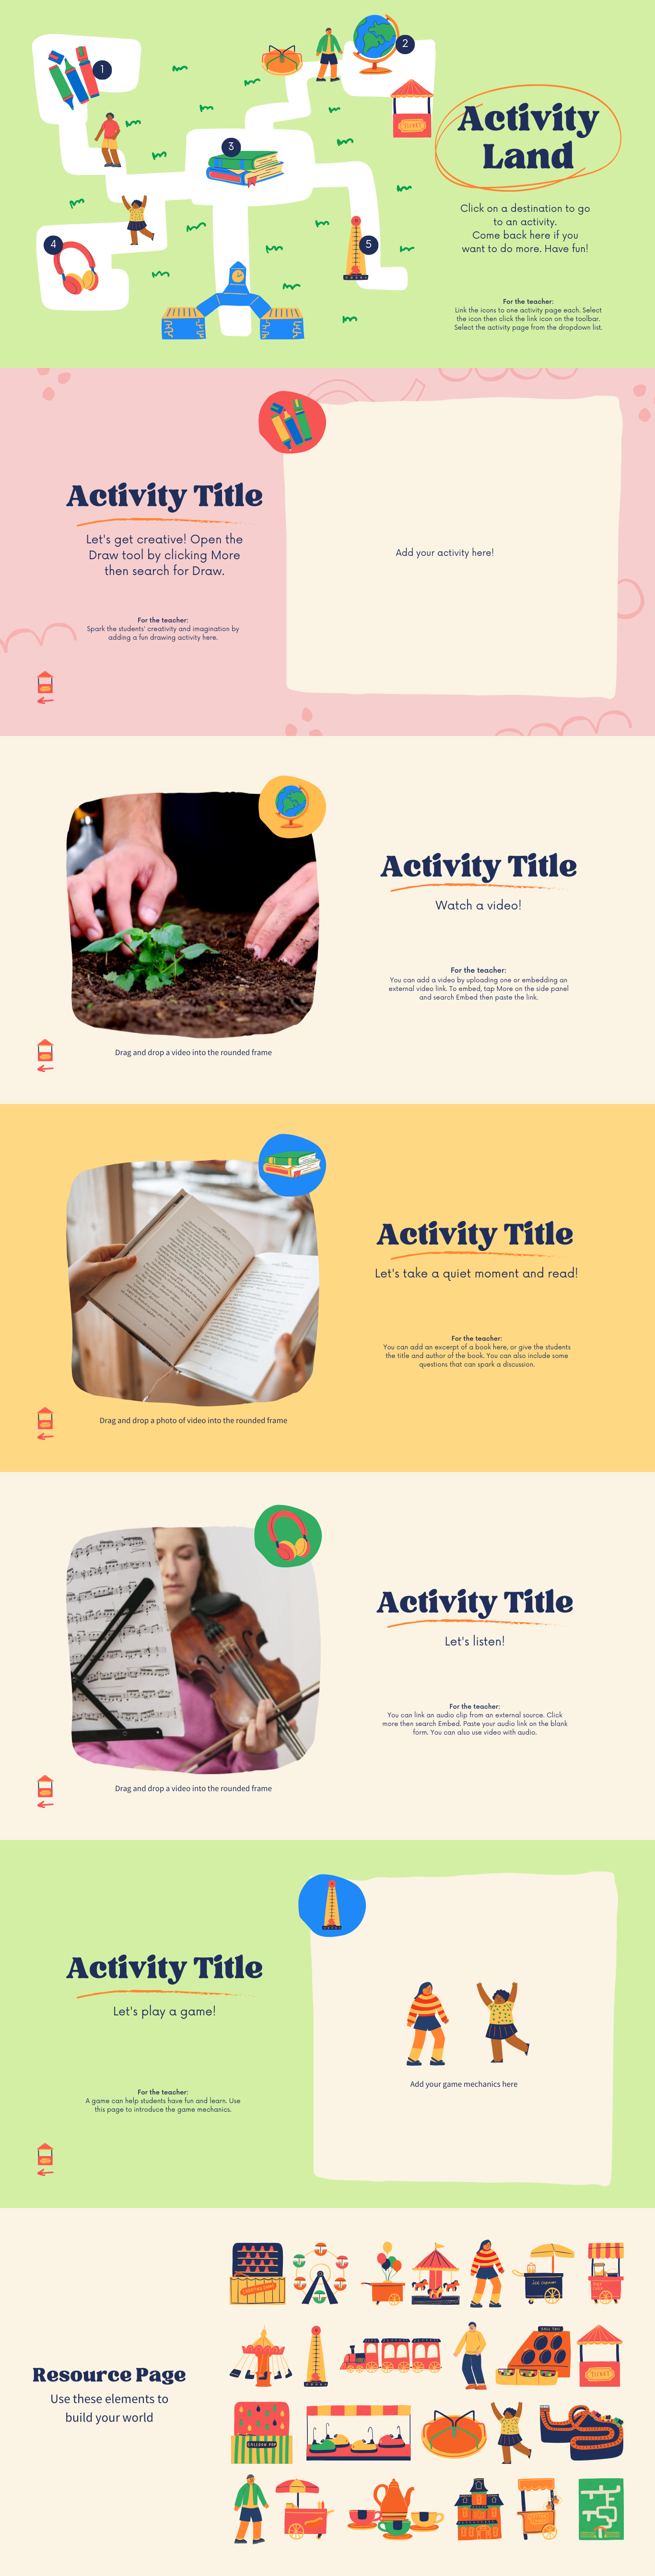 1
2
3
4
5
TICKET
Activity
Land
Click on a destination to go
to an activity.
Come back here if you
want to do more. Have fun!
For the teacher:
Link the icons to one activity page each. Select
the icon then click the link icon on the toolbar.
Select the activity page from the dropdown list.
Activity Title
Let's get creative! Open the
Draw tool by clicking More
then search for Draw.
For the teacher:
Spark the students' creativity and imagination by
adding a fun drawing activity here.
Add your activity here!
Activity Title
Watch a video!
For the teacher:
You can add a video by uploading one or embedding an
external video link. To embed, tap More on the side panel
and search Embed then paste the link.
Drag and drop a video into the rounded frame
Activity Title
Let's take a quiet moment and read!
For the teacher:
You can add an excerpt of a book here, or give the students
the title and author of the book. You can also include some
questions that can spark a discussion.
Drag and drop a photo of video into the rounded frame
Activity Title
Let's listen!
For the teacher:
You can link an audio clip from an external source. Click
more then search Embed. Paste your audio link on the blank
form. You can also use video with audio.
Drag and drop a video into the rounded frame
Activity Title
Let's play a game!
For the teacher:
A game can help students have fun and learn. Use
this page to introduce the game mechanics.
Add your game mechanics here
Resource Page
Use these elements to
build your world
ICE CREAM
BALL TOSS
TICKET
BALLOON POP